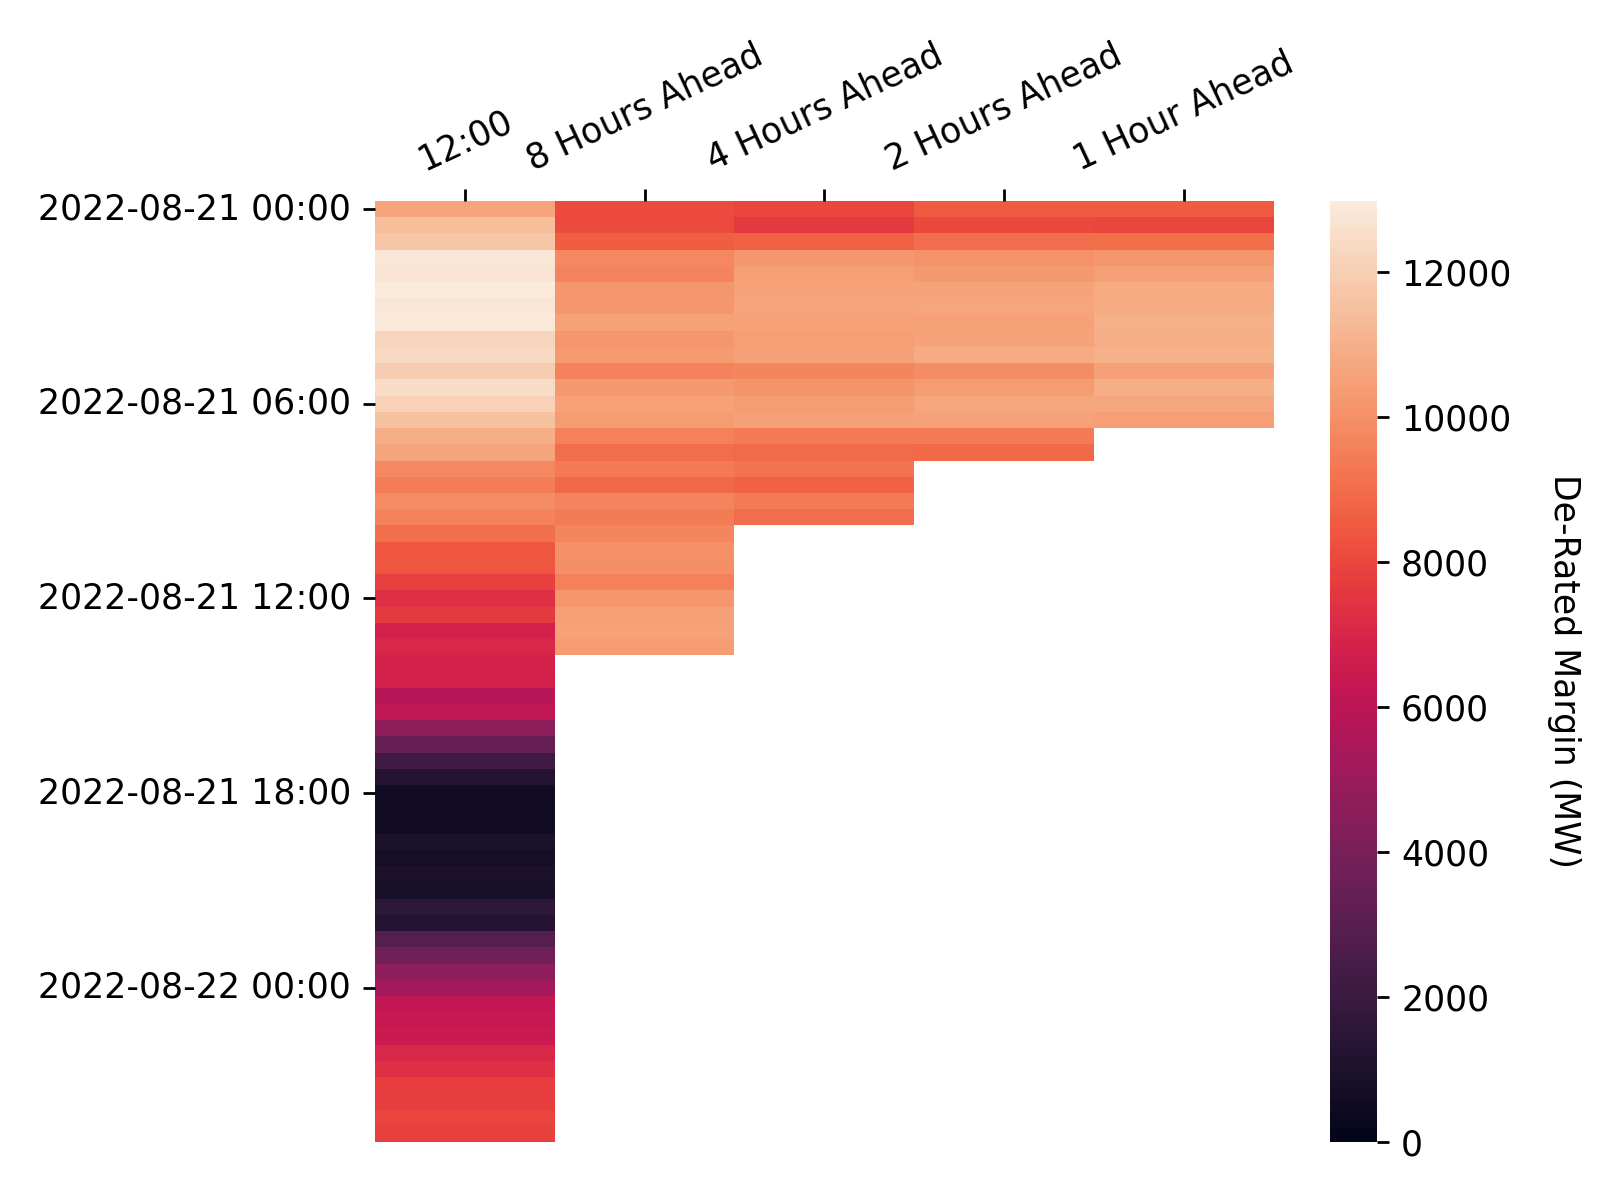 12:00
8 Hours Ahead
4 Hours Ahead
2 Hours Ahead
1 Hour Ahead
2022-08-21 00:00
2022-08-21 06:00
2022-08-21 12:00
2022-08-21 18:00
2022-08-22 00:00
12000
10000
8000
6000
4000
2000
0
De-Rated Margin (MW)